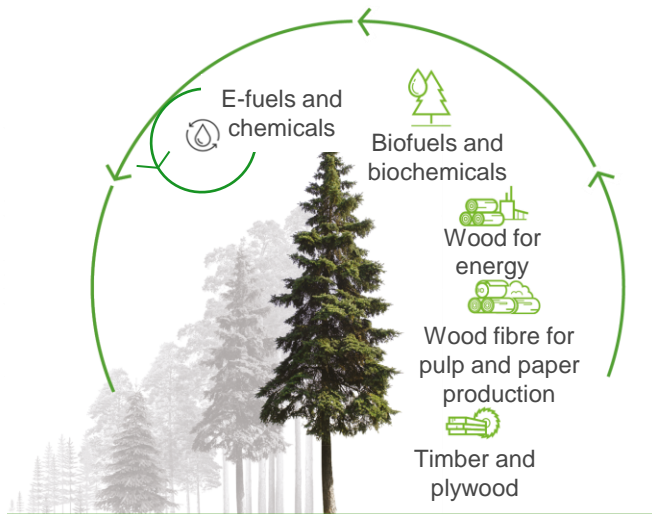 E-fuels and
chemicals
Biofuels and
biochemicals
Wood for
energy
Wood fibre for
pulp and paper
production
Timber and
plywood